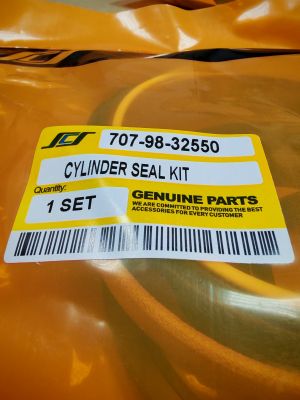 SCS
707-98-32550
CYLINDER SEAL KIT
Quantity:
1 SET
GENUINE PARTS
WE ARE COMMITTED TO PROVIDING THE BEST
ACCESSORIES FOR EVERY CUSTOMER